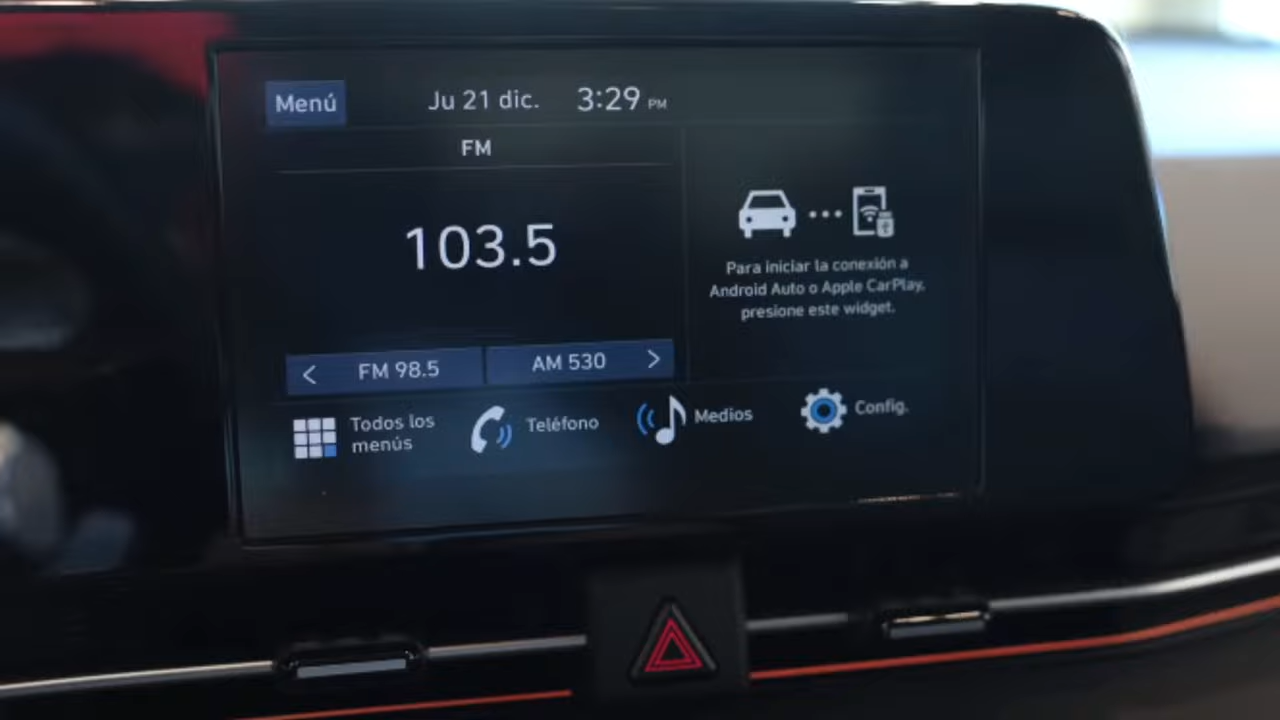 Menú
Ju 21 dic.
3:29 PM
FM
103.5
Para iniciar la conexión a
Android Auto o Apple CarPlay,
presione este widget.
< FM 98.5
AM 530 >
Todos los
menús
Teléfono
Medios
Config.